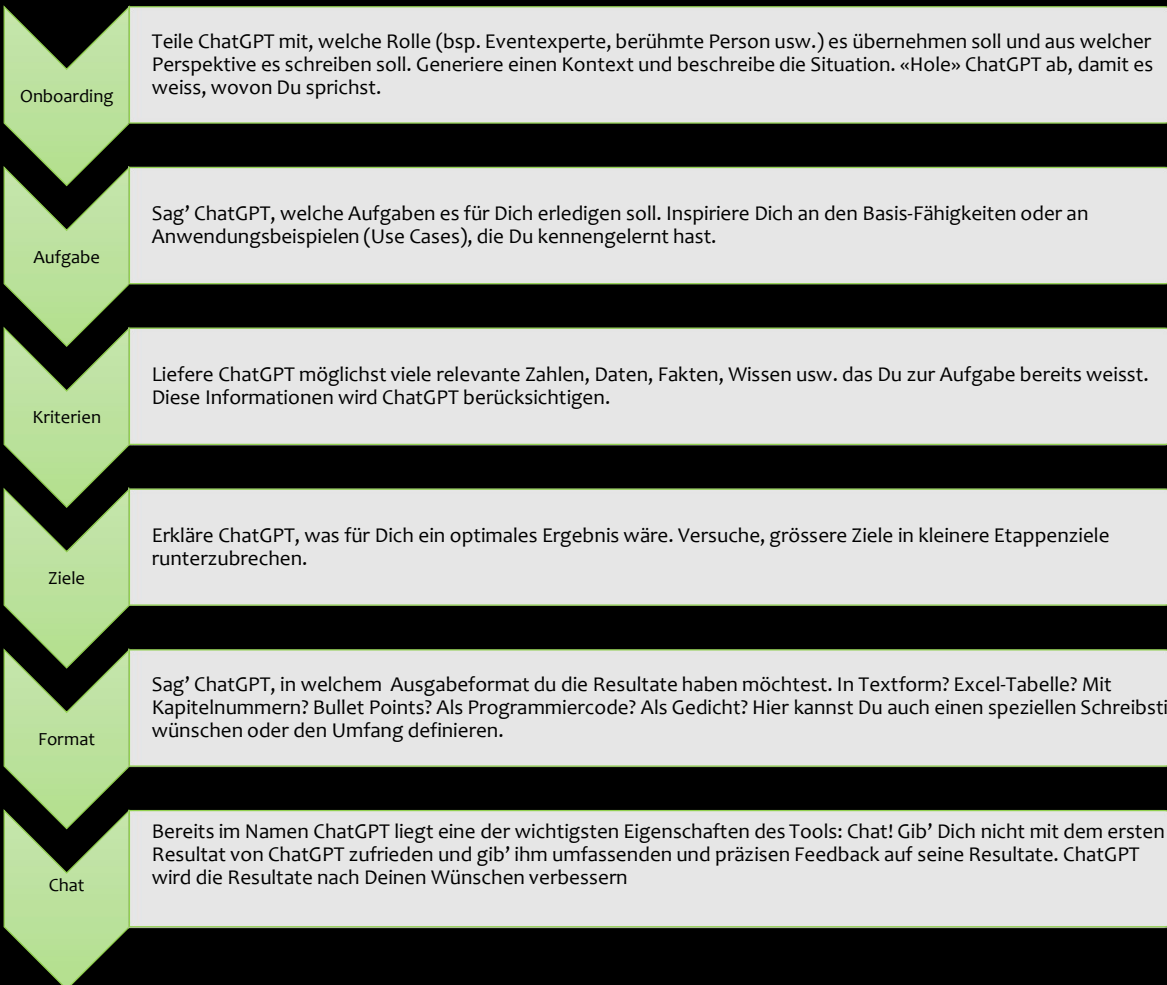 Onboarding
Teile ChatGPT mit, welche Rolle (bsp. Eventexperte, berühmte Person usw.) es übernehmen soll und aus welcher
Perspektive es schreiben soll. Generiere einen Kontext und beschreibe die Situation. «Hole» ChatGPT ab, damit es
weiss, wovon Du sprichst.
Aufgabe
Sag’ ChatGPT, welche Aufgaben es für Dich erledigen soll. Inspiriere Dich an den Basis-Fähigkeiten oder an
Anwendungsbeispielen (Use Cases), die Du kennengelernt hast.
Kriterien
Liefere ChatGPT möglichst viele relevante Zahlen, Daten, Fakten, Wissen usw. das Du zur Aufgabe bereits weisst.
Diese Informationen wird ChatGPT berücksichtigen.
Ziele
Erkläre ChatGPT, was für Dich ein optimales Ergebnis wäre. Versuche, grössere Ziele in kleinere Etappenziele
runterzubrechen.
Format
Sag’ ChatGPT, in welchem Ausgabeformat du die Resultate haben möchtest. In Textform? Excel-Tabelle? Mit
Kapitelnummern? Bullet Points? Als Programmiercode? Als Gedicht? Hier kannst Du auch einen speziellen Schreibsti
wünschen oder den Umfang definieren.
Chat
Bereits im Namen ChatGPT liegt eine der wichtigsten Eigenschaften des Tools: Chat! Gib’ Dich nicht mit dem ersten
Resultat von ChatGPT zufrieden und gib’ ihm umfassenden und präzisen Feedback auf seine Resultate. ChatGPT
wird die Resultate nach Deinen Wünschen verbessern